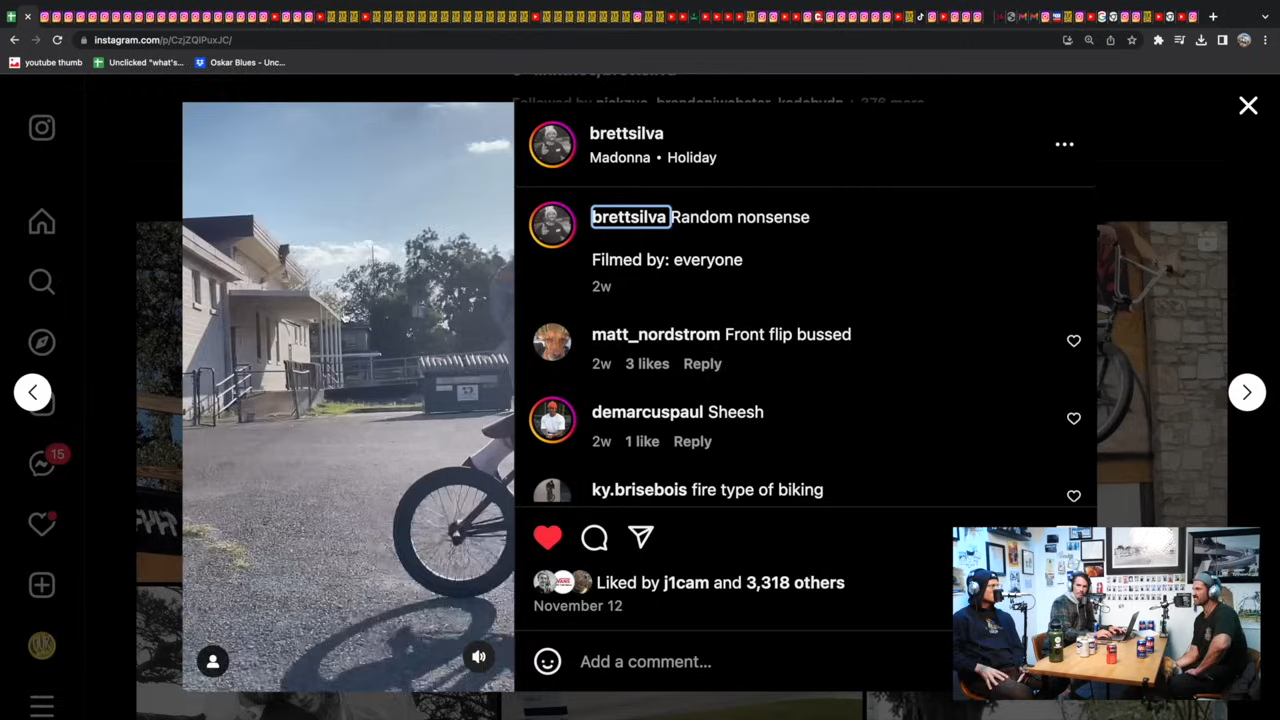 instagram.com/p/CzjZQlPuxJC/
youtube thumb
Unclicked "what's...
Oskar Blues - Unc...
brettsilva
Madonna • Holiday
brettsilva Random nonsense
Filmed by: everyone
2w
matt_nordstrom Front flip bussed
2w 3 likes Reply
demarcuspaul Sheesh
2w 1 like Reply
ky.brisebois fire type of biking
15
Liked by j1cam and 3,318 others
November 12
Add a comment...